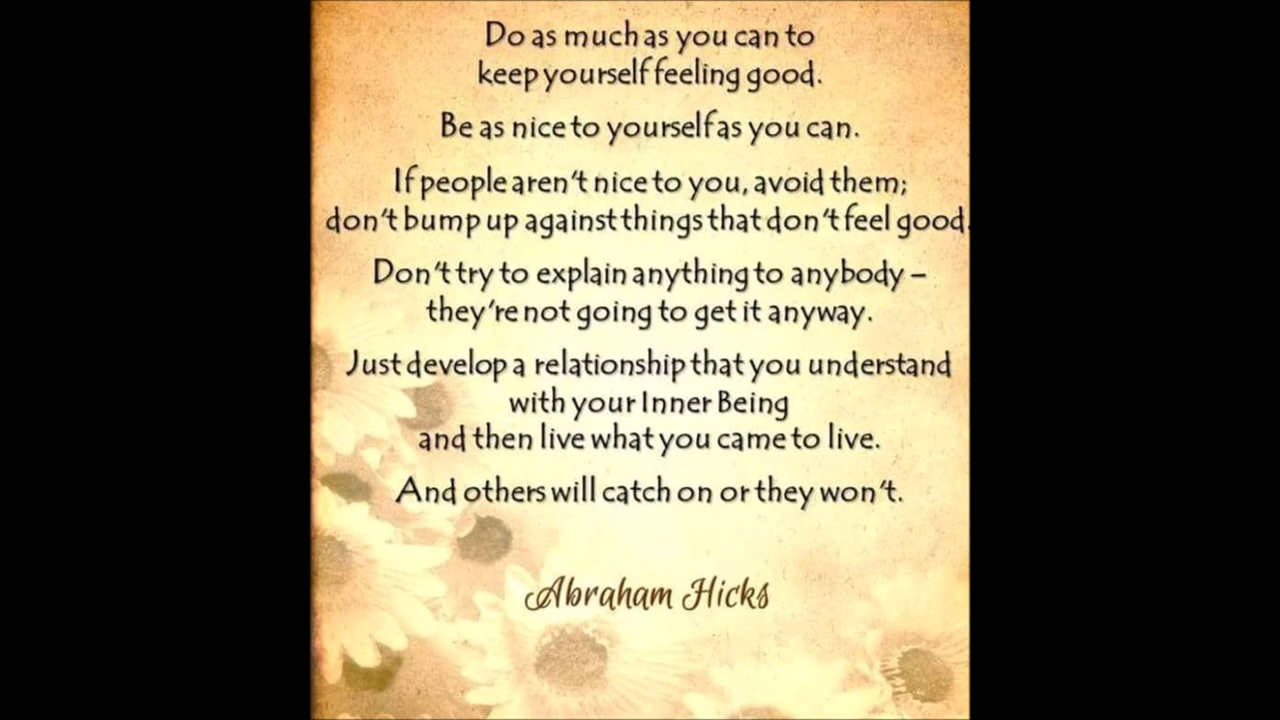 Do as much as you can to
keep yourself feeling good.
Be as nice to yourself as you can.
If people aren't nice to you, avoid them;
don't bump up against things that don't feel good.
Don't try to explain anything to anybody –
they're not going to get it anyway.
Just develop a relationship that you understand
with your Inner Being
and then live what you came to live.
And others will catch on or they won't.
Abraham Hicks